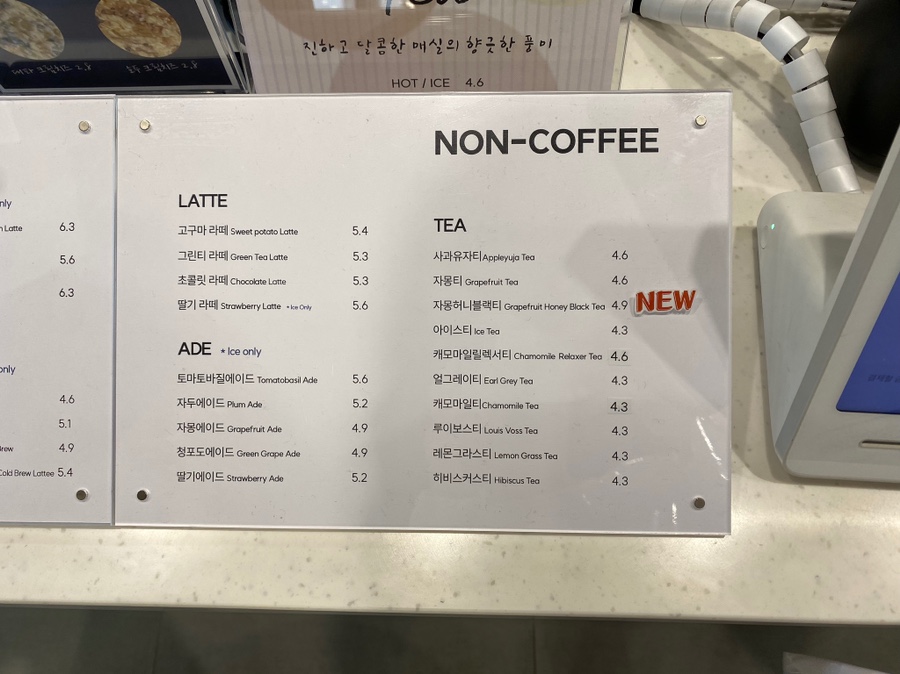 진하고 달콤한 매실의 향긋한 풍미
HOT / ICE 4.6
only
Latte 6.3
5.6
6.3
only
4.6
5.1
Brew 4.9
Cold Brew Lattee 5.4
NON-COFFEE
LATTE
고구마 라떼 Sweet potato Latte 5.4
그린티 라떼 Green Tea Latte 5.3
초콜릿 라떼 Chocolate Latte 5.3
딸기 라떼 Strawberry Latte * Ice Only 5.6
ADE * Ice only
토마토바질에이드 Tomatobasil Ade 5.6
자두에이드 Plum Ade 5.2
자몽에이드 Grapefruit Ade 4.9
청포도에이드 Green Grape Ade 4.9
딸기에이드 Strawberry Ade 5.2
TEA
사과유자티 Appleyuja Tea 4.6
자몽티 Grapefruit Tea 4.6
자몽허니블랙티 Grapefruit Honey Black Tea 4.9 NEW
아이스티 Ice Tea 4.3
캐모마일릴렉서티 Chamomile Relaxer Tea 4.6
얼그레이티 Earl Grey Tea 4.3
캐모마일티 Chamomile Tea 4.3
루이보스티 Louis Voss Tea 4.3
레몬그라스티 Lemon Grass Tea 4.3
히비스커스티 Hibiscus Tea 4.3